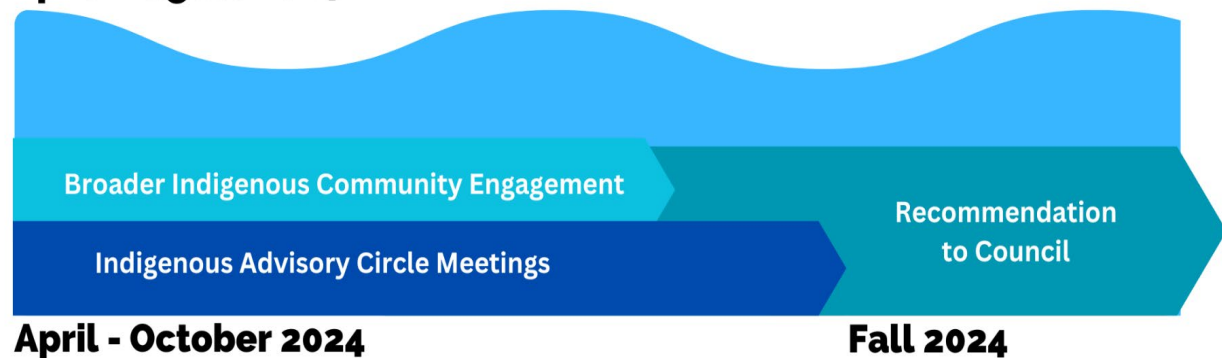 Broader Indigenous Community Engagement
Indigenous Advisory Circle Meetings
Recommendation
to Council
April - October 2024
Fall 2024